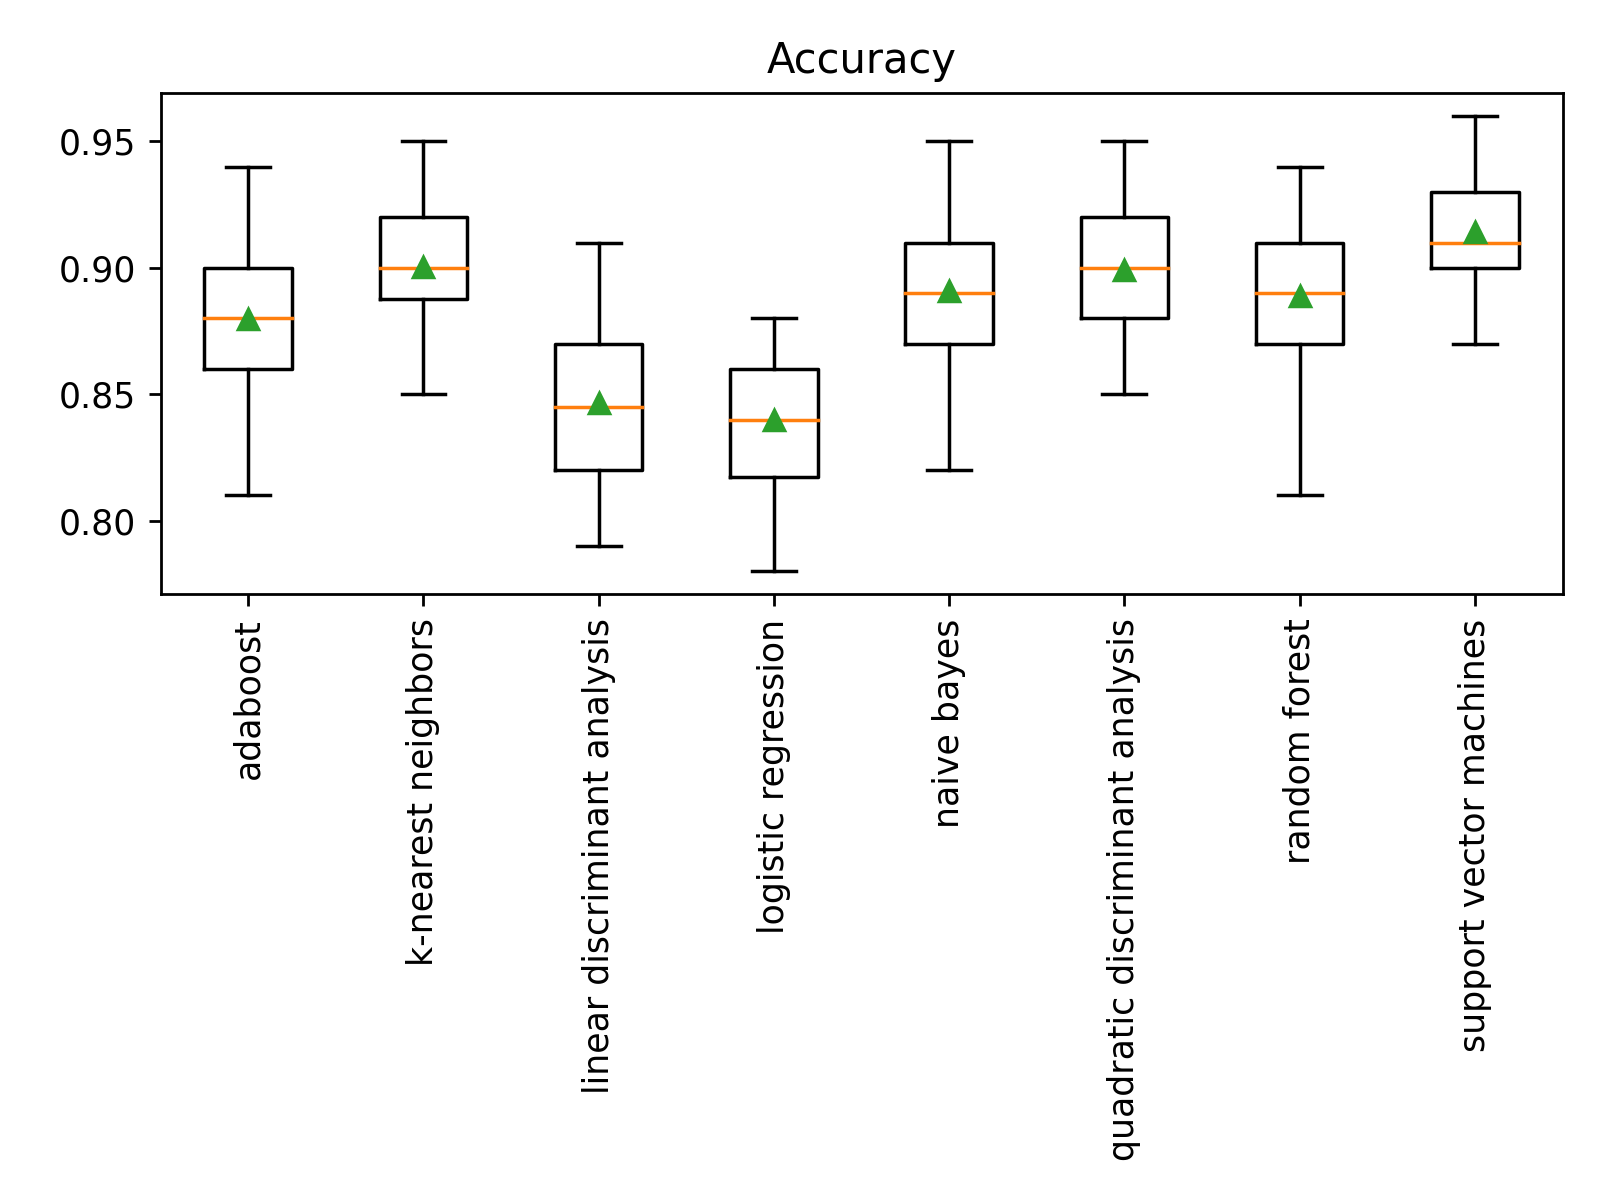 Accuracy
0.95
0.90
0.85
0.80
adaboost
k-nearest neighbors
linear discriminant analysis
logistic regression
naive bayes
quadratic discriminant analysis
random forest
support vector machines